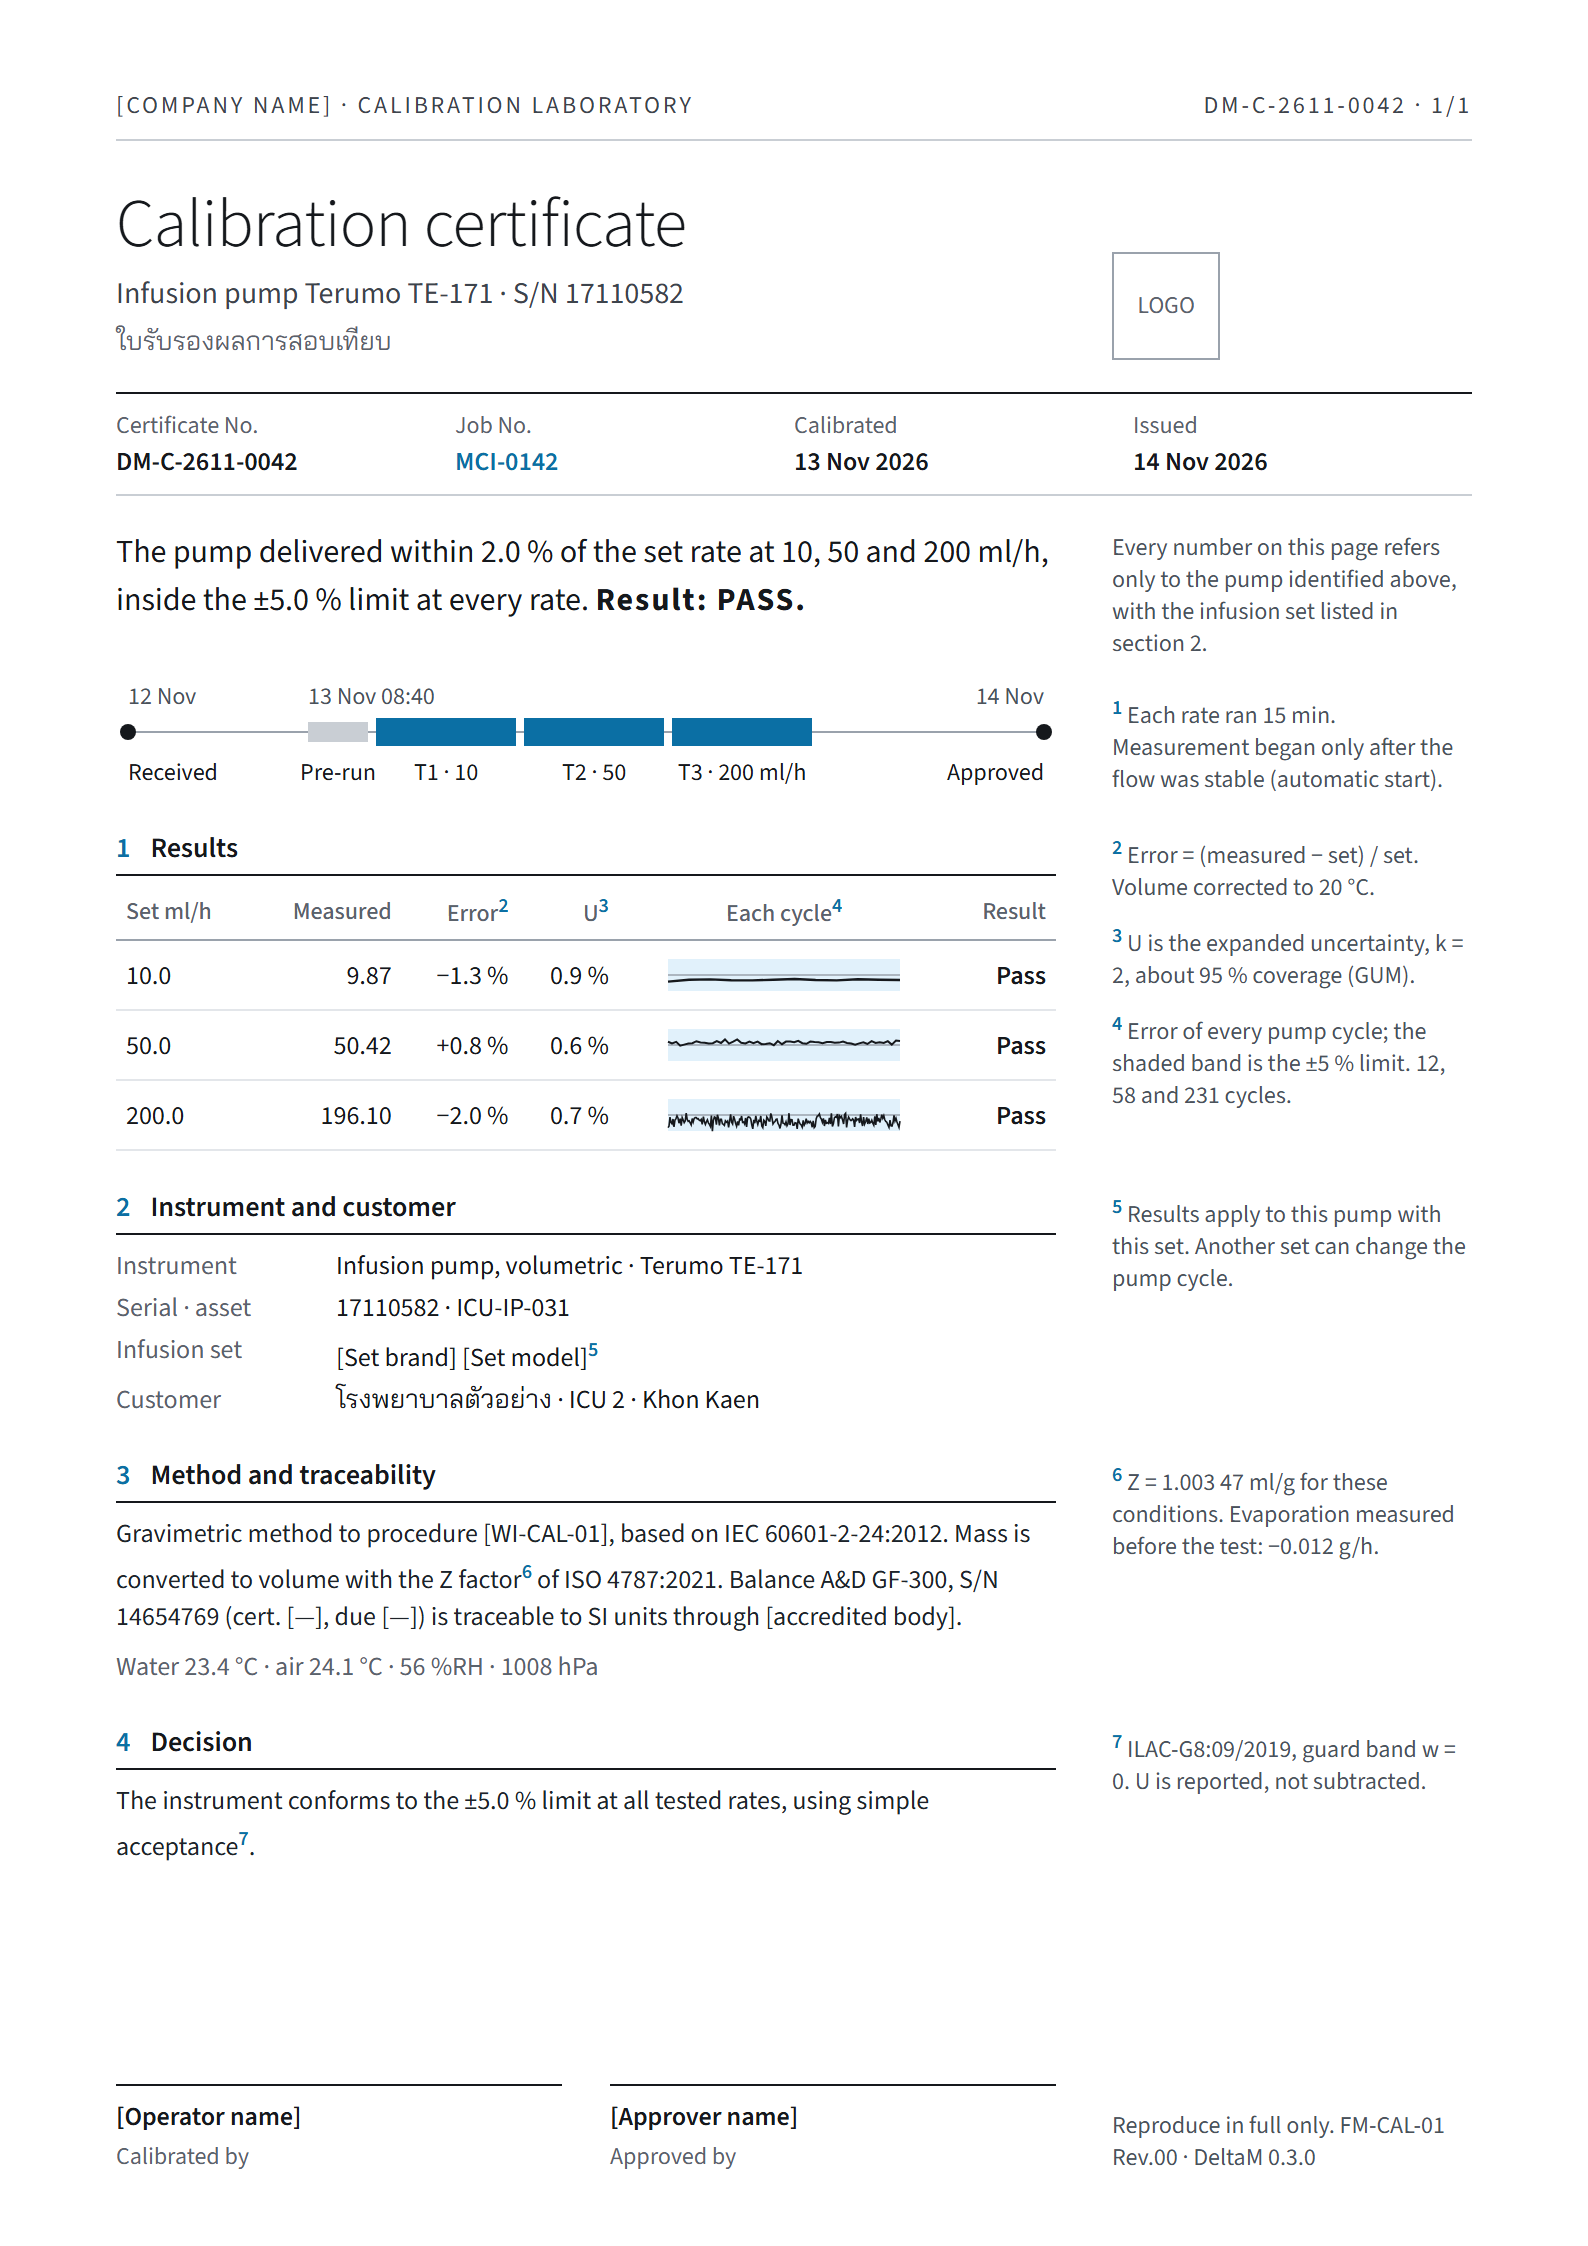 [COMPANY NAME] · CALIBRATION LABORATORY
DM-C-2611-0042 · 1/1
Calibration certificate
Infusion pump Terumo TE-171 · S/N 17110582
ใบรับรองผลการสอบเทียบ
LOGO
Certificate No.
DM-C-2611-0042
Job No.
MCI-0142
Calibrated
13 Nov 2026
Issued
14 Nov 2026
The pump delivered within 2.0 % of the set rate at 10, 50 and 200 ml/h,
inside the ±5.0 % limit at every rate. Result: PASS.
12 Nov 13 Nov 08:40 14 Nov
Received Pre-run T1 · 10 T2 · 50 T3 · 200 ml/h Approved
1 Results
Set ml/h Measured Error2 U3 Each cycle4 Result
10.0 9.87 −1.3 % 0.9 % Pass
50.0 50.42 +0.8 % 0.6 % Pass
200.0 196.10 −2.0 % 0.7 % Pass
2 Instrument and customer
Instrument Infusion pump, volumetric · Terumo TE-171
Serial · asset 17110582 · ICU-IP-031
Infusion set [Set brand] [Set model]5
Customer โรงพยาบาลตัวอย่าง · ICU 2 · Khon Kaen
3 Method and traceability
Gravimetric method to procedure [WI-CAL-01], based on IEC 60601-2-24:2012. Mass is
converted to volume with the Z factor6 of ISO 4787:2021. Balance A&D GF-300, S/N
14654769 (cert. [—], due [—]) is traceable to SI units through [accredited body].
Water 23.4 °C · air 24.1 °C · 56 %RH · 1008 hPa
4 Decision
The instrument conforms to the ±5.0 % limit at all tested rates, using simple
acceptance7.
Every number on this page refers
only to the pump identified above,
with the infusion set listed in
section 2.
1 Each rate ran 15 min.
Measurement began only after the
flow was stable (automatic start).
2 Error = (measured − set) / set.
Volume corrected to 20 °C.
3 U is the expanded uncertainty, k =
2, about 95 % coverage (GUM).
4 Error of every pump cycle; the
shaded band is the ±5 % limit. 12,
58 and 231 cycles.
5 Results apply to this pump with
this set. Another set can change the
pump cycle.
6 Z = 1.003 47 ml/g for these
conditions. Evaporation measured
before the test: −0.012 g/h.
7 ILAC-G8:09/2019, guard band w =
0. U is reported, not subtracted.
[Operator name]
Calibrated by
[Approver name]
Approved by
Reproduce in full only. FM-CAL-01
Rev.00 · DeltaM 0.3.0